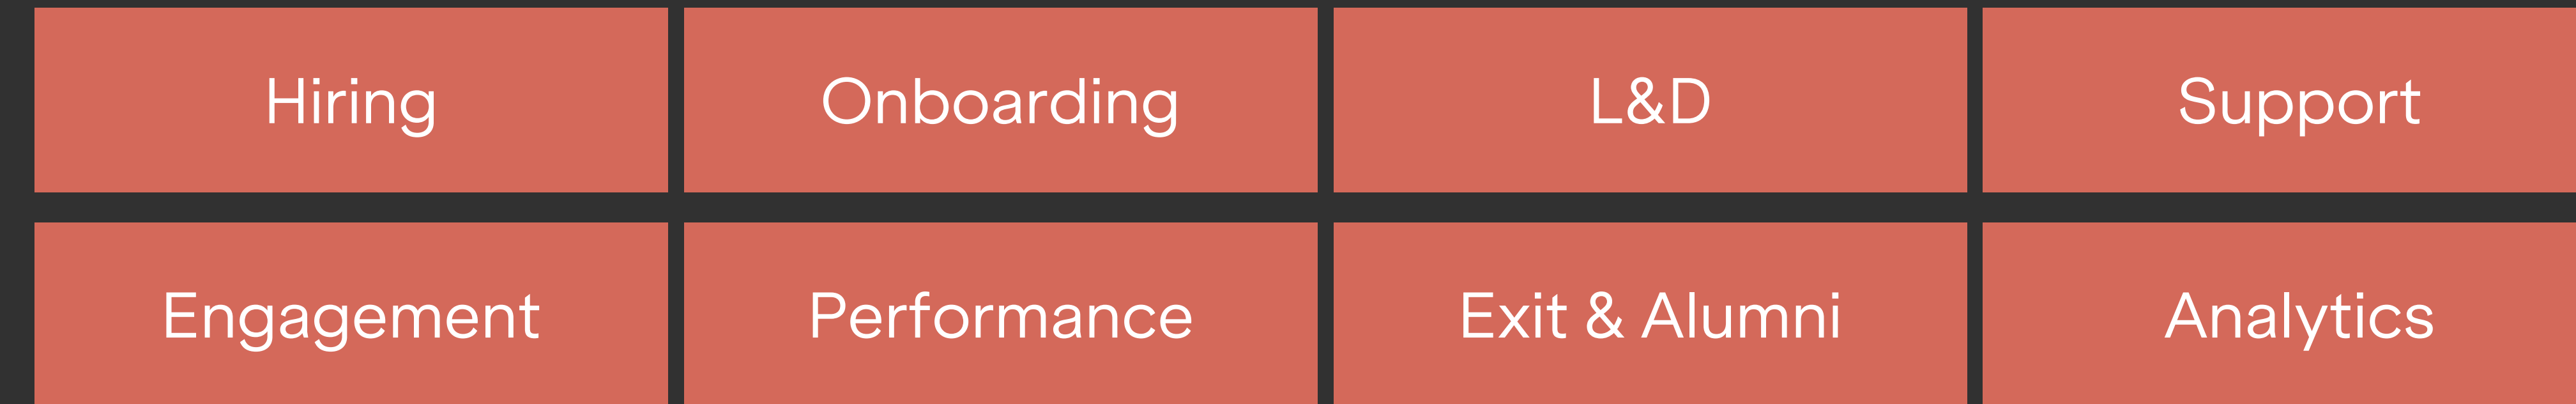 Hiring
Onboarding
L&D
Support
Engagement
Performance
Exit & Alumni
Analytics